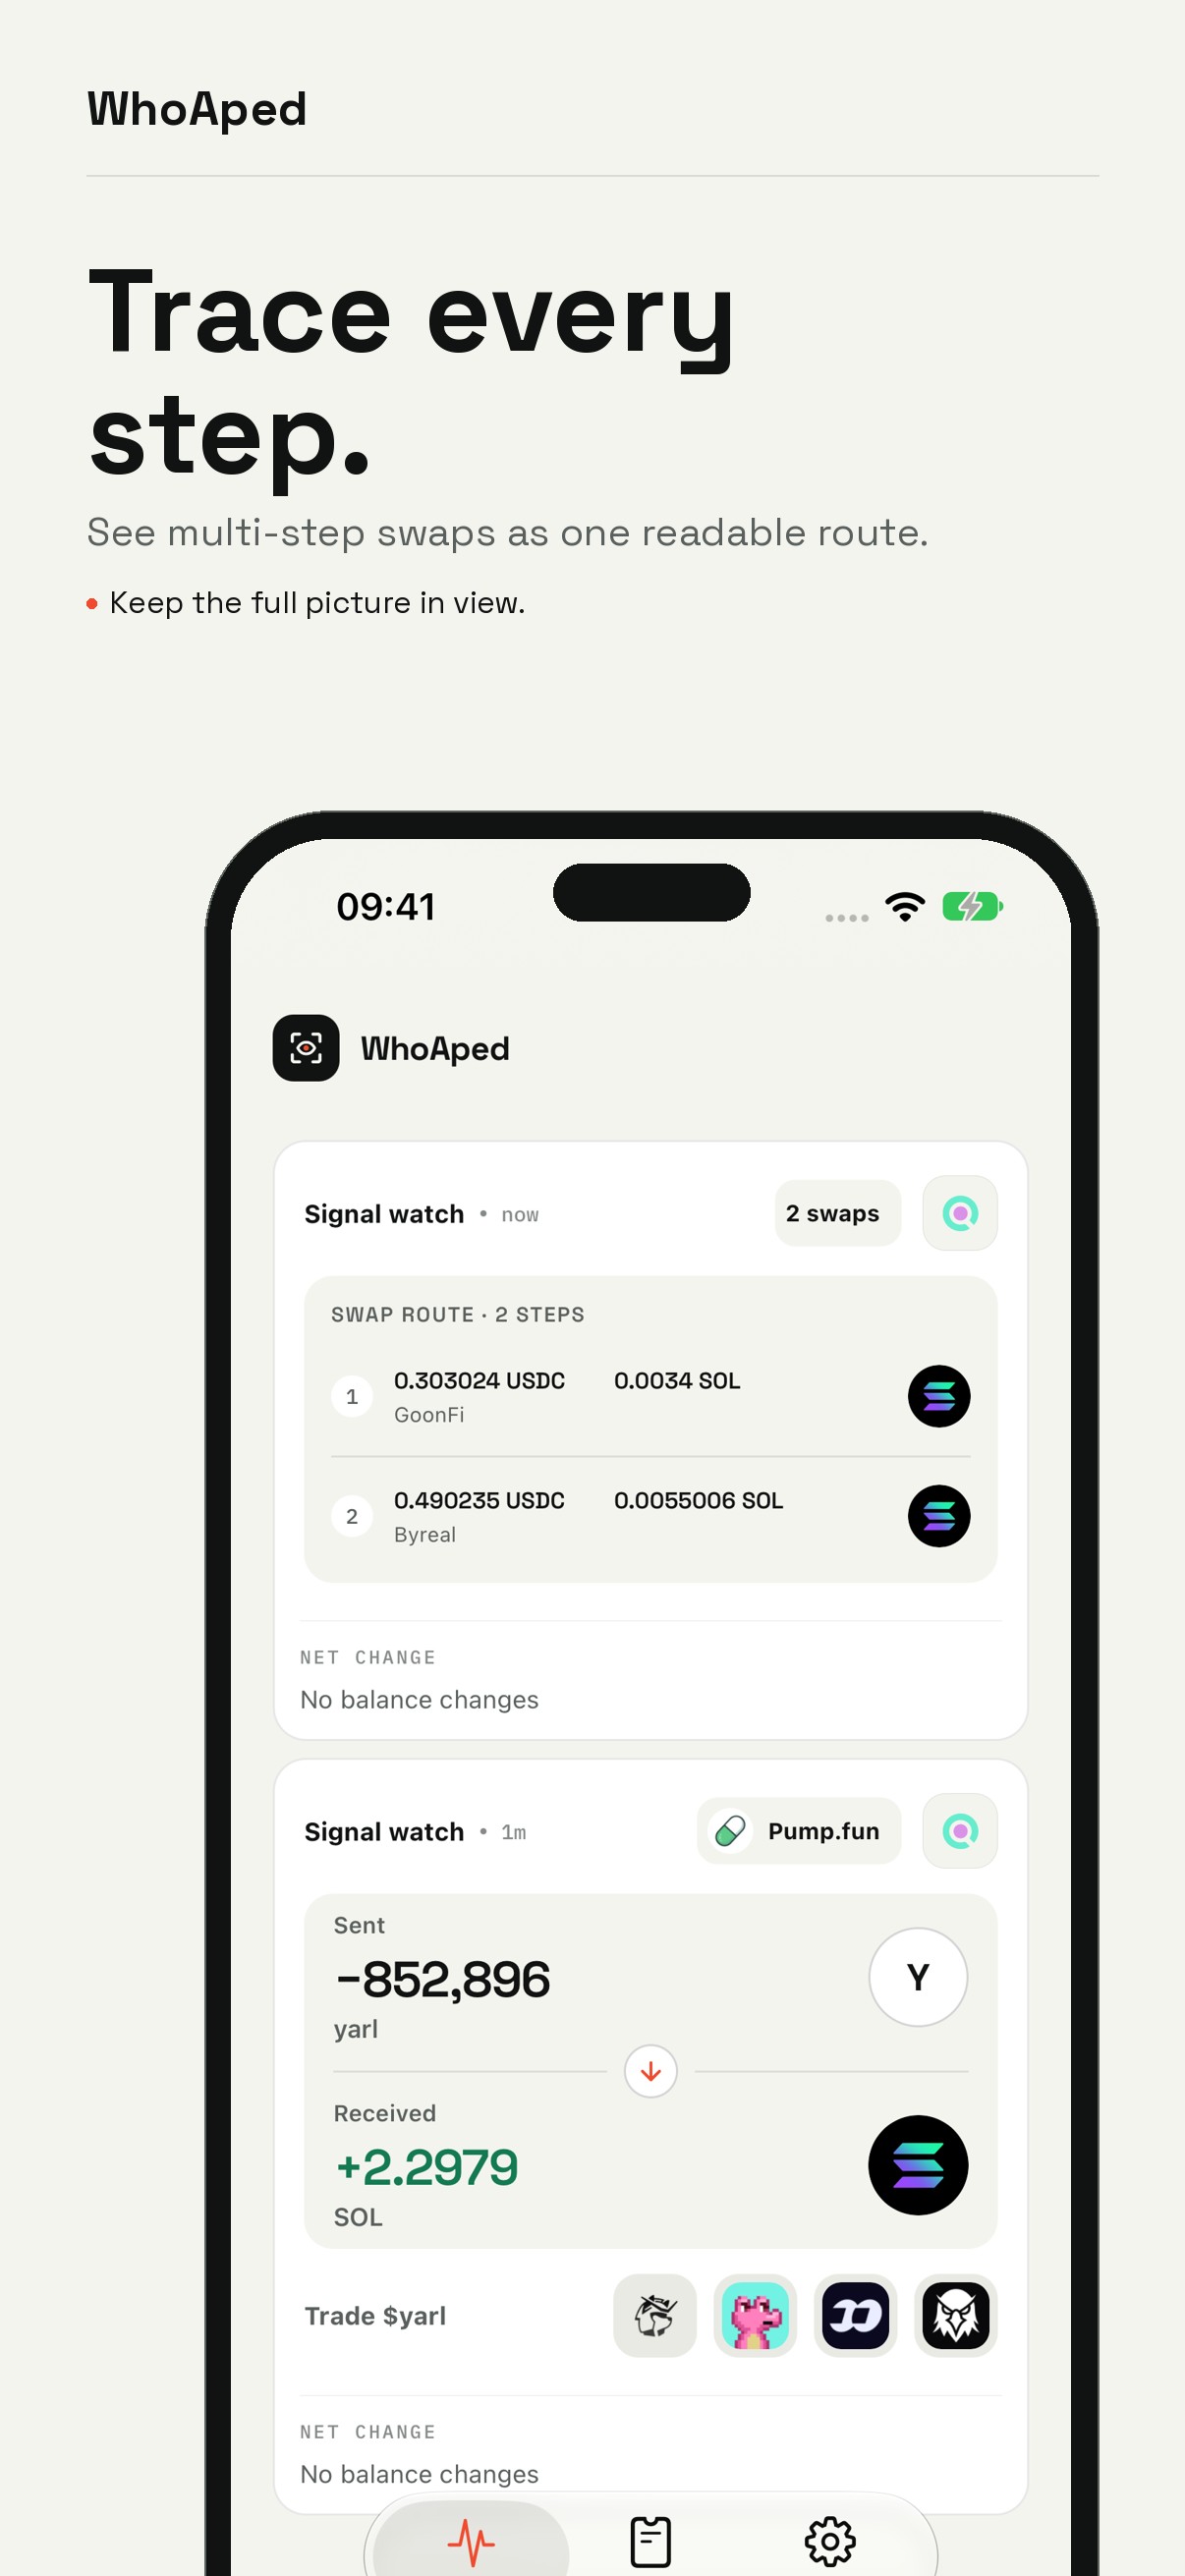 WhoAped
Trace every
step.
See multi-step swaps as one readable route.
Keep the full picture in view.
09:41
WhoAped
Signal watch • now
2 swaps
SWAP ROUTE · 2 STEPS
1
0.303024 USDC 0.0034 SOL
GoonFi
2
0.490235 USDC 0.0055006 SOL
Byreal
NET CHANGE
No balance changes
Signal watch • 1m
Pump.fun
Sent
-852,896
yarl
Y
Received
+2.2979
SOL
Trade $yarl
NET CHANGE
No balance changes